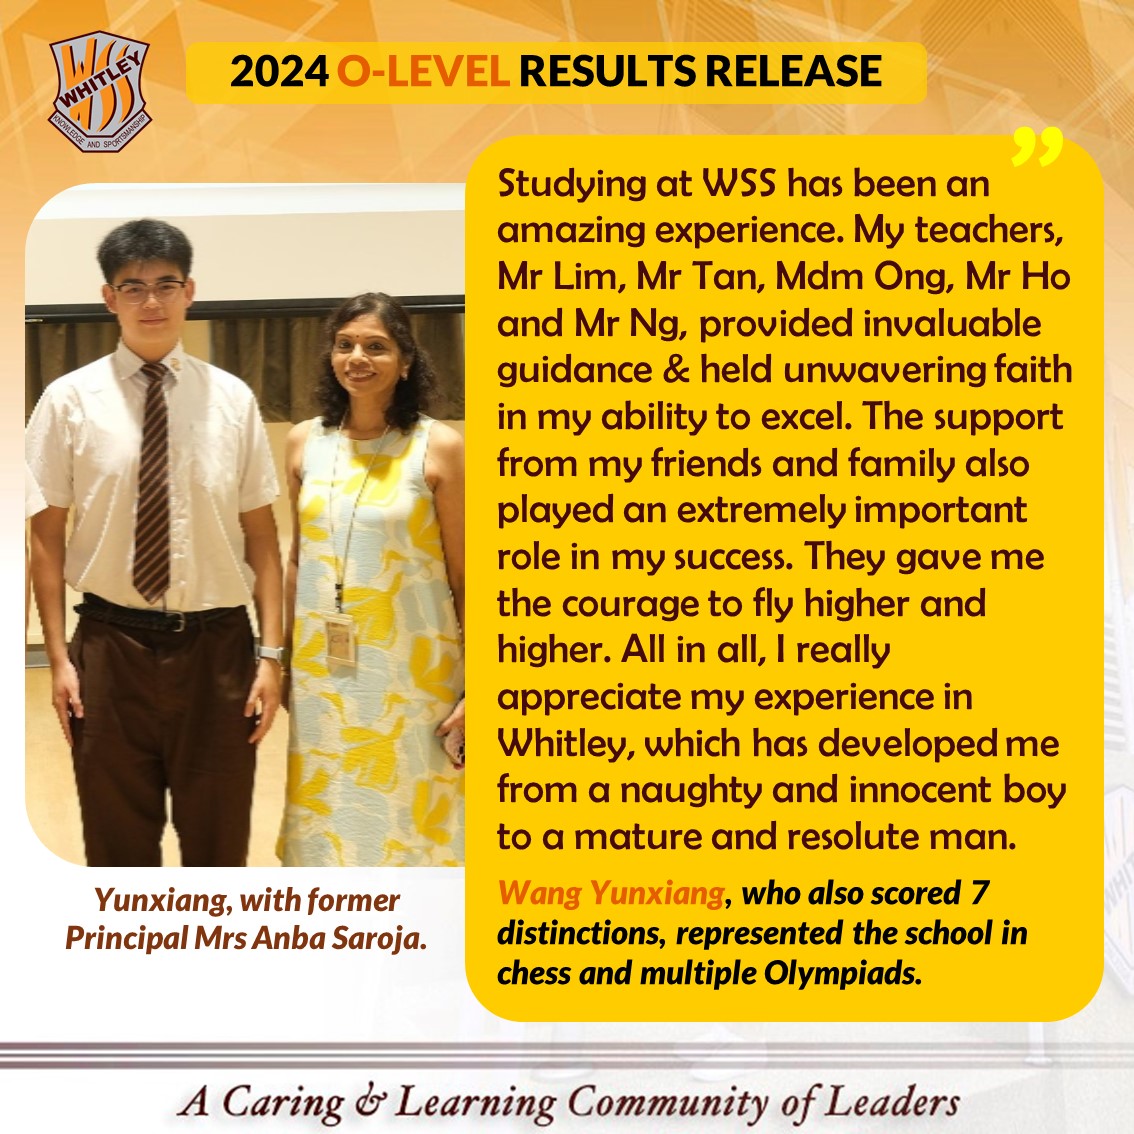 WSS
WHITLEY
KNOWLEDGE AND SPORTSMANSHIP
2024 O-LEVEL RESULTS RELEASE
”
Studying at WSS has been an
amazing experience. My teachers,
Mr Lim, Mr Tan, Mdm Ong, Mr Ho
and Mr Ng, provided invaluable
guidance & held unwavering faith
in my ability to excel. The support
from my friends and family also
played an extremely important
role in my success. They gave me
the courage to fly higher and
higher. All in all, I really
appreciate my experience in
Whitley, which has developed me
from a naughty and innocent boy
to a mature and resolute man.
Wang Yunxiang, who also scored 7
distinctions, represented the school in
chess and multiple Olympiads.
Yunxiang, with former
Principal Mrs Anba Saroja.
A Caring & Learning Community of Leaders